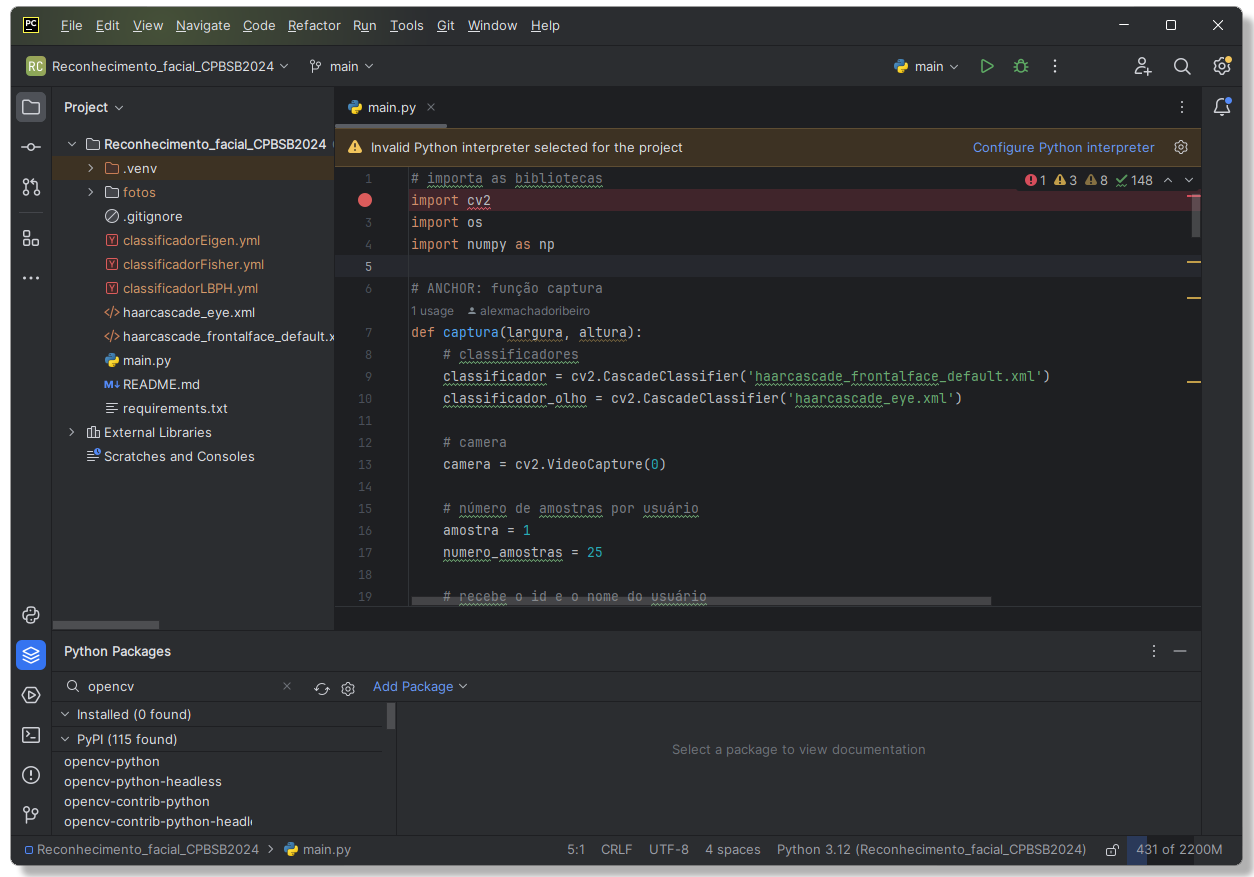 PC File Edit View Navigate Code Refactor Run Tools Git Window Help
RC Reconhecimento_facial_CPBSB2024 main main
Project
Reconhecimento_facial_CPBSB2024
.venv
fotos
.gitignore
classificadorEigen.yml
classificadorFisher.yml
classificadorLBPH.yml
haarcascade_eye.xml
haarcascade_frontalface_default.x
main.py
README.md
requirements.txt
External Libraries
Scratches and Consoles
main.py
Invalid Python interpreter selected for the project Configure Python interpreter
1 3 8 148
1 # importa as bibliotecas
import cv2
3 import os
4 import numpy as np
5
6 # ANCHOR: função captura
1 usage alexmachadoribeiro
7 def captura(largura, altura):
8 # classificadores
9 classificador = cv2.CascadeClassifier('haarcascade_frontalface_default.xml')
10 classificador_olho = cv2.CascadeClassifier('haarcascade_eye.xml')
11
12 # camera
13 camera = cv2.VideoCapture(0)
14
15 # número de amostras por usuário
16 amostra = 1
17 numero_amostras = 25
18
19 # recebe o id e o nome do usuário
Python Packages
opencv Add Package
Installed (0 found)
PyPI (115 found)
opencv-python
opencv-python-headless
opencv-contrib-python
opencv-contrib-python-headl
Select a package to view documentation
Reconhecimento_facial_CPBSB2024 > main.py 5:1 CRLF UTF-8 4 spaces Python 3.12 (Reconhecimento_facial_CPBSB2024) 431 of 2200M